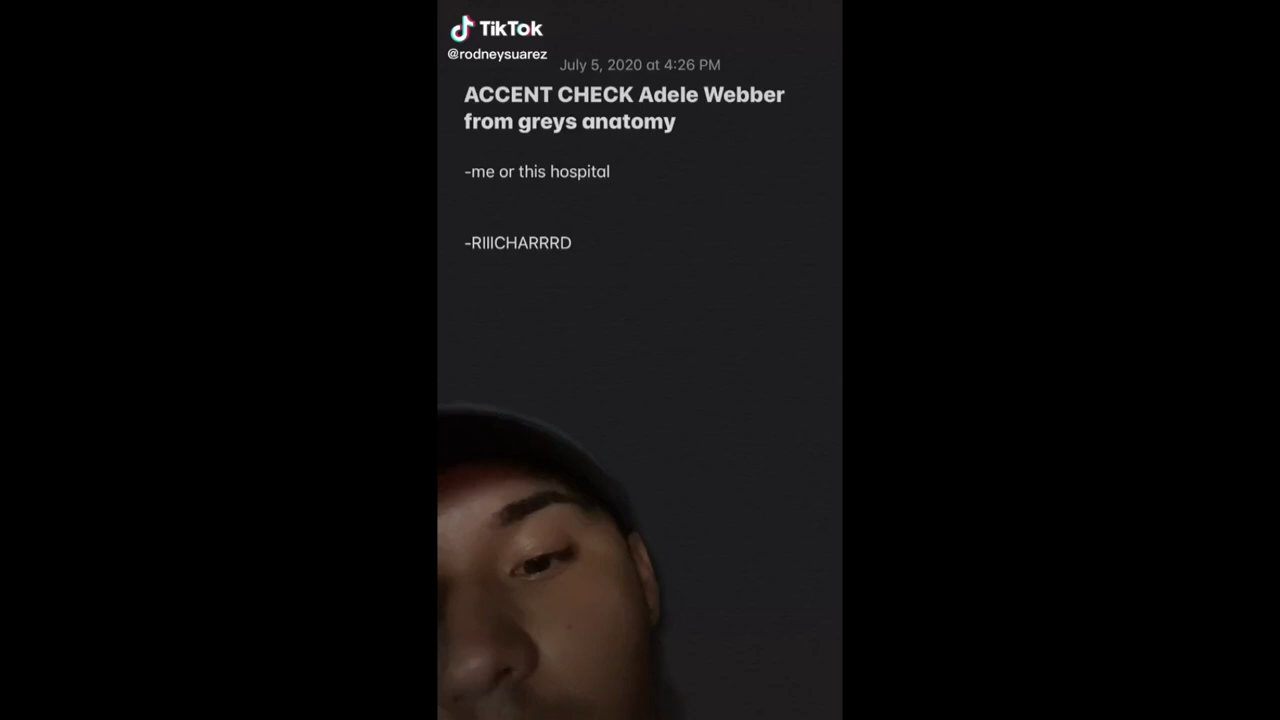 TikTok
@rodneysuarez
July 5, 2020 at 4:26 PM
ACCENT CHECK Adele Webber
from greys anatomy
-me or this hospital
-RIIICHARRRD